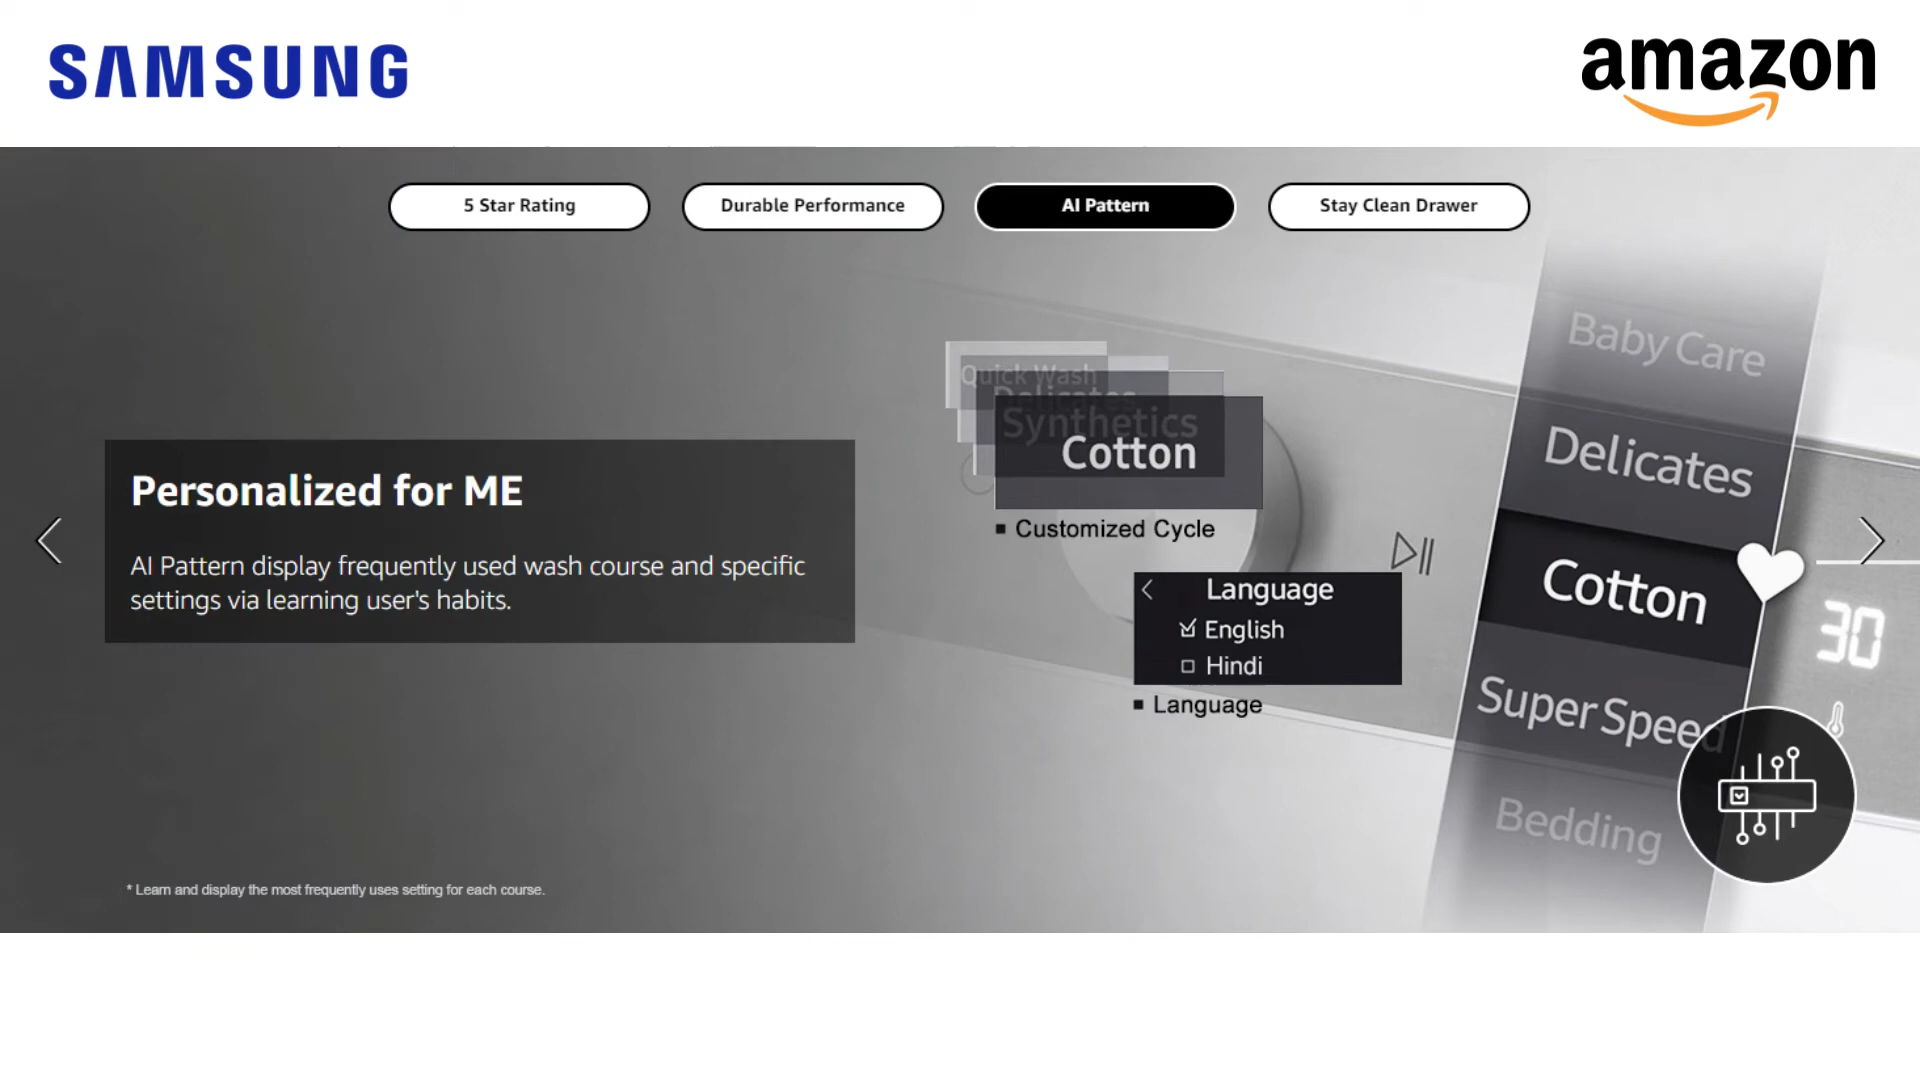 SAMSUNG
amazon
5 Star Rating
Durable Performance
AI Pattern
Stay Clean Drawer
Personalized for ME
AI Pattern display frequently used wash course and specific
settings via learning user's habits.
* Learn and display the most frequently uses setting for each course.
Quick Wash
Delicates
Synthetics
Cotton
▪ Customized Cycle
Language
English
Hindi
▪ Language
Baby Care
Delicates
Cotton
Super Speed
Bedding
30